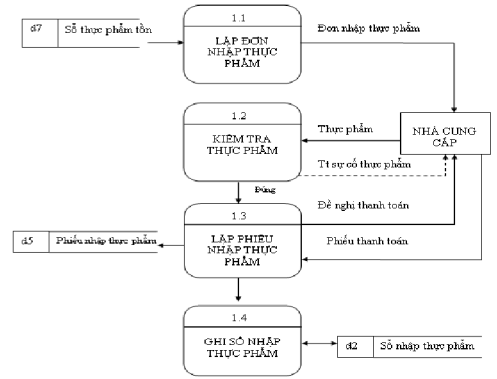 1.1
d7 Sổ thực phẩm tồn
LẬP ĐƠN
NHẬP THỰC
PHẨM
Đơn nhập thực phẩm
1.2
KIỂM TRA
THỰC PHẨM
Thực phẩm
NHÀ CUNG
CẤP
Tt sự cố thực phẩm
Đúng
1.3
LẬP PHIẾU
NHẬP THỰC
PHẨM
Đề nghị thanh toán
Phiếu thanh toán
d5 Phiếu nhập thực phẩm
1.4
GHI SỔ NHẬP
THỰC PHẨM
d2 Sổ nhập thực phẩm